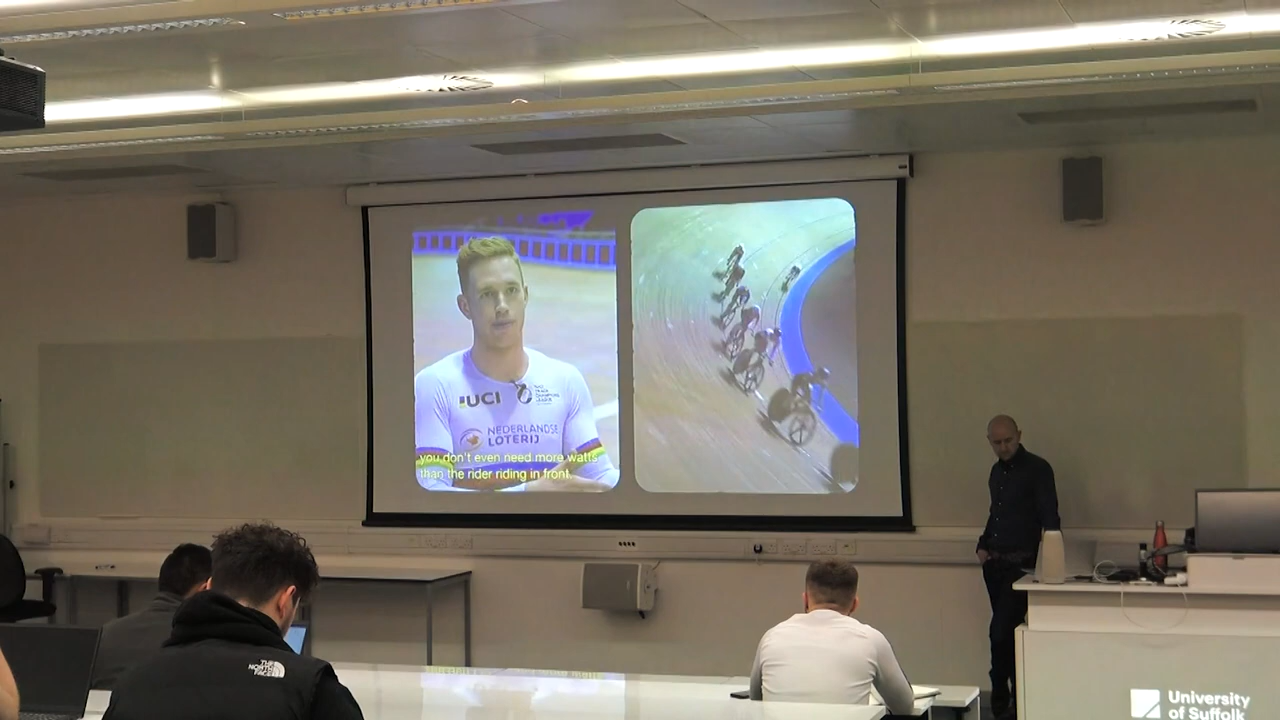 UCI
NEDERLANDSE
LOTERIJ
you don't even need more watts
than the rider riding in front.
THE
NORTH
FACE
University
of Suffolk